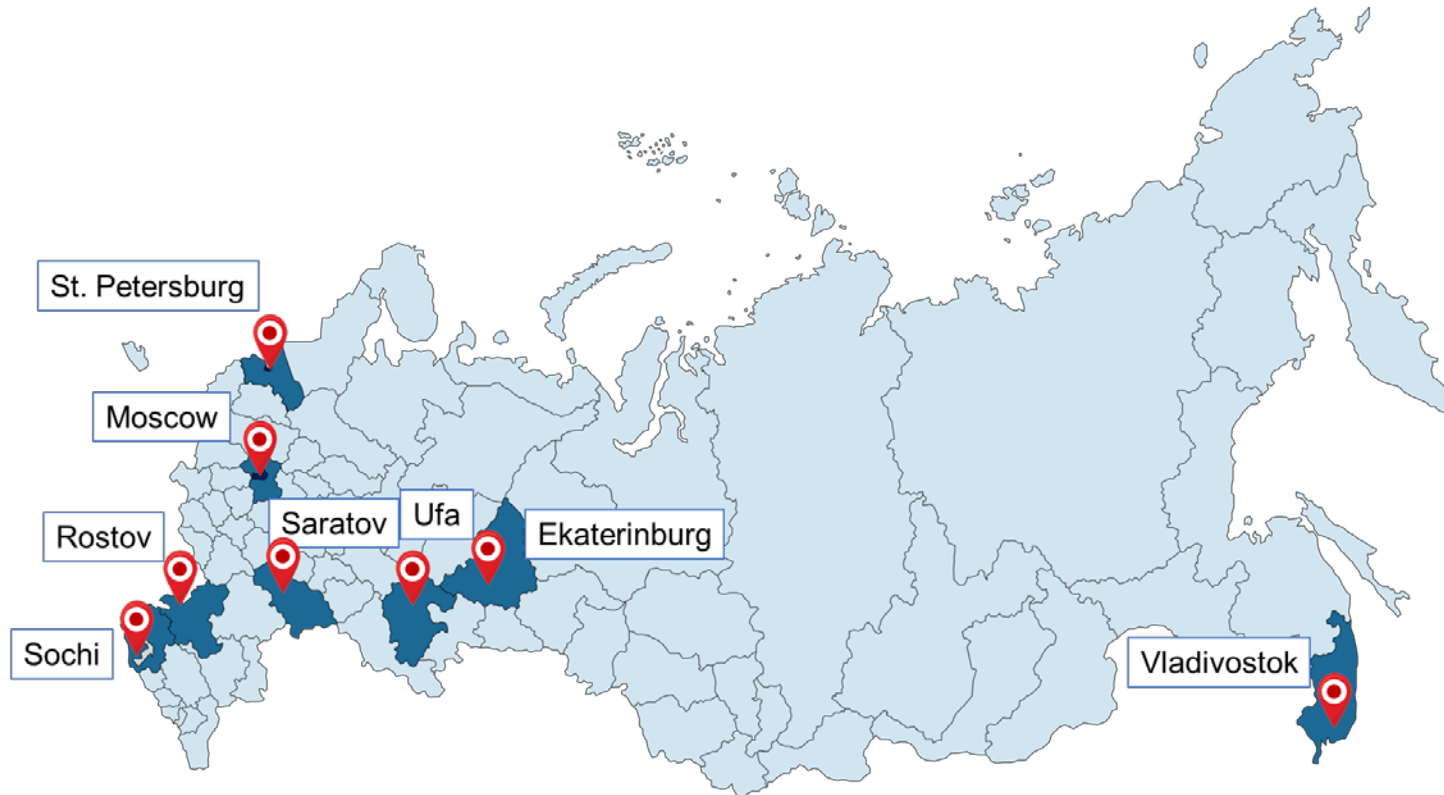 St. Petersburg
Moscow
Rostov
Saratov
Ufa
Ekaterinburg
Sochi
Vladivostok